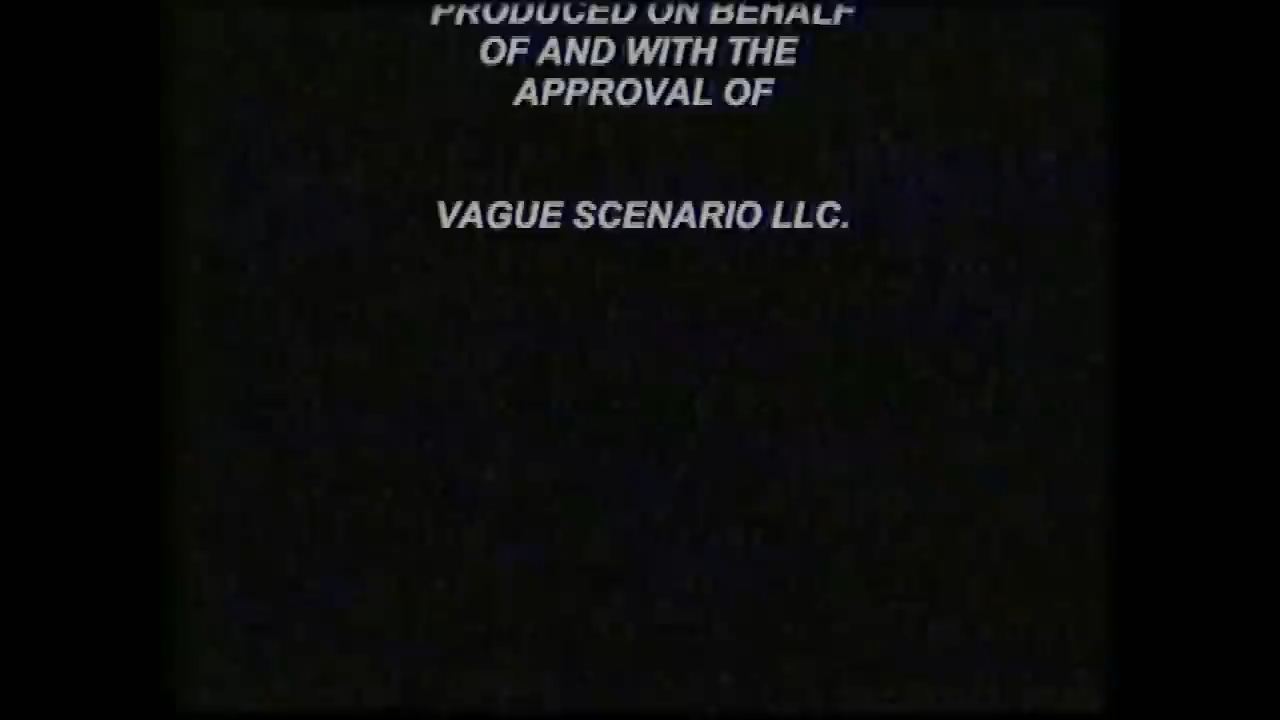 PRODUCED ON BEHALF
OF AND WITH THE
APPROVAL OF
VAGUE SCENARIO LLC.